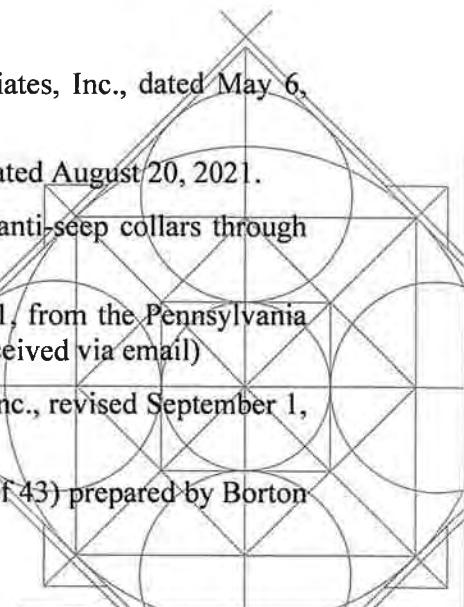 iates, Inc., dated May 6,
ated August 20, 2021.
anti-seep collars through
1, from the Pennsylvania
ceived via email)
nc., revised September 1,
f 43) prepared by Borton